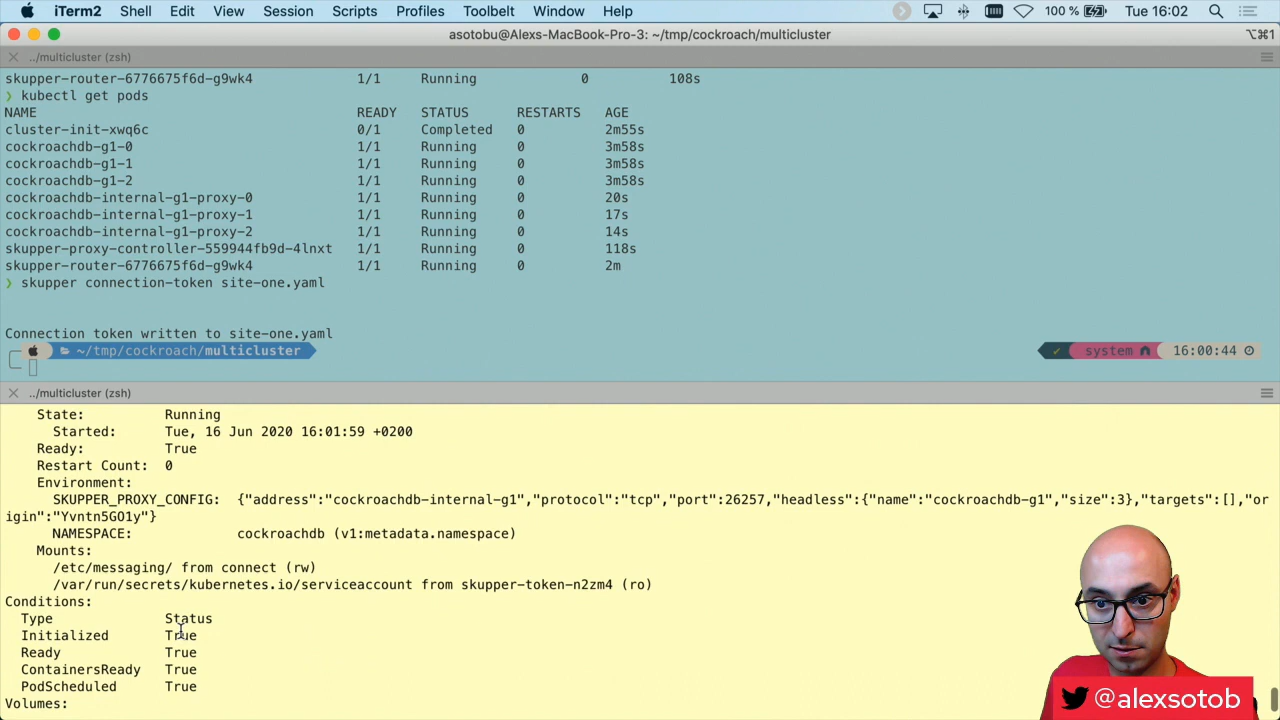 iTerm2 Shell Edit View Session Scripts Profiles Toolbelt Window Help 100 % Tue 16:02
asotobu@Alexs-MacBook-Pro-3: ~/tmp/cockroach/multicluster ⌥⌘1
../multicluster (zsh)
skupper-router-6776675f6d-g9wk4 1/1 Running 0 108s
❯ kubectl get pods
NAME READY STATUS RESTARTS AGE
cluster-init-xwq6c 0/1 Completed 0 2m55s
cockroachdb-g1-0 1/1 Running 0 3m58s
cockroachdb-g1-1 1/1 Running 0 3m58s
cockroachdb-g1-2 1/1 Running 0 3m58s
cockroachdb-internal-g1-proxy-0 1/1 Running 0 20s
cockroachdb-internal-g1-proxy-1 1/1 Running 0 17s
cockroachdb-internal-g1-proxy-2 1/1 Running 0 14s
skupper-proxy-controller-559944fb9d-4lnxt 1/1 Running 0 118s
skupper-router-6776675f6d-g9wk4 1/1 Running 0 2m
❯ skupper connection-token site-one.yaml
Connection token written to site-one.yaml
~/tmp/cockroach/multicluster ✓ system 16:00:44
../multicluster (zsh)
State: Running
Started: Tue, 16 Jun 2020 16:01:59 +0200
Ready: True
Restart Count: 0
Environment:
SKUPPER_PROXY_CONFIG: {"address":"cockroachdb-internal-g1","protocol":"tcp","port":26257,"headless":{"name":"cockroachdb-g1","size":3},"targets":[],"or
igin":"Yvntn5GO1y"}
NAMESPACE: cockroachdb (v1:metadata.namespace)
Mounts:
/etc/messaging/ from connect (rw)
/var/run/secrets/kubernetes.io/serviceaccount from skupper-token-n2zm4 (ro)
Conditions:
Type Status
Initialized True
Ready True
ContainersReady True
PodScheduled True
Volumes:
@alexsotob